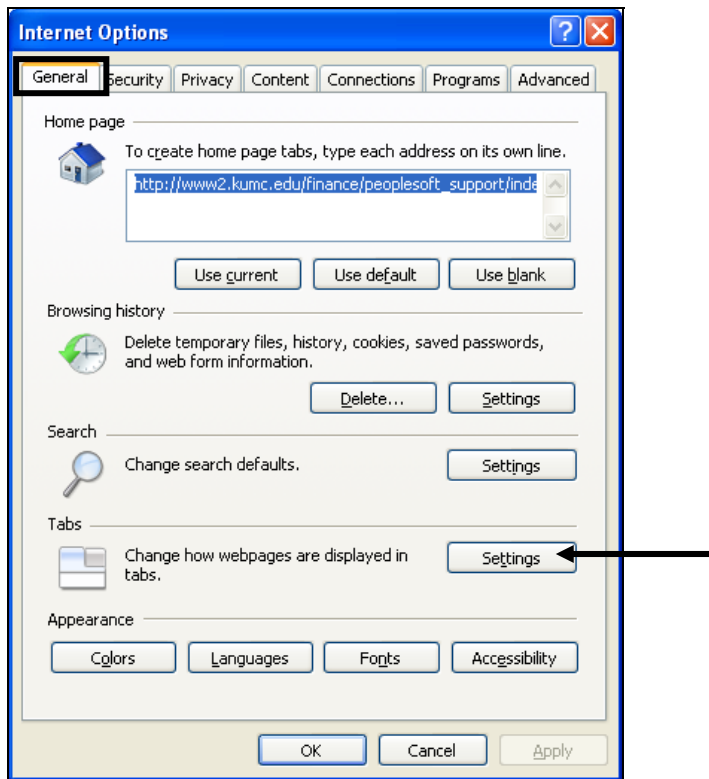 Internet Options
General Security Privacy Content Connections Programs Advanced
Home page
To create home page tabs, type each address on its own line.
http://www2.kumc.edu/finance/peoplesoft_support/inde
Use current Use default Use blank
Browsing history
Delete temporary files, history, cookies, saved passwords,
and web form information.
Delete... Settings
Search
Change search defaults. Settings
Tabs
Change how webpages are displayed in Settings
tabs.
Appearance
Colors Languages Fonts Accessibility
OK Cancel Apply